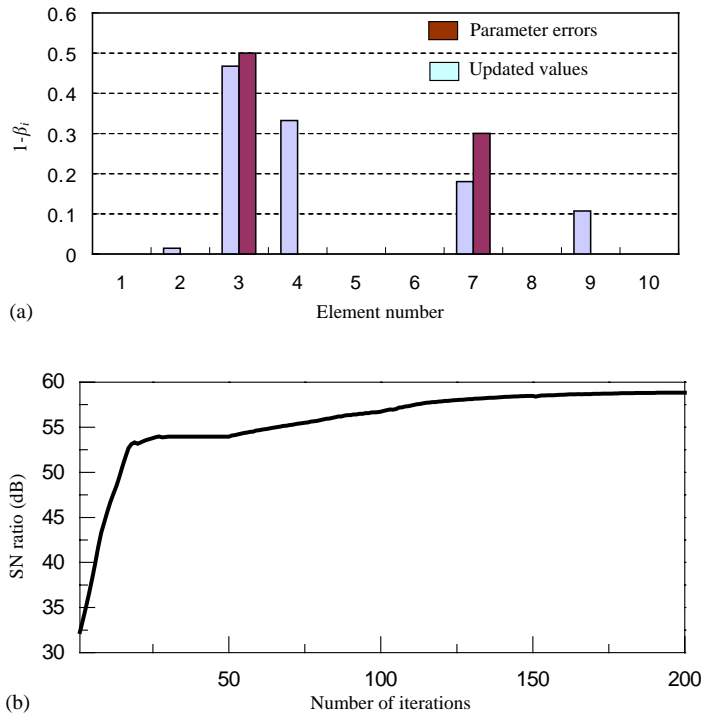 0.6
0.5
0.4
0.3
0.2
0.1
0
1-βi
Parameter errors
Updated values
1 2 3 4 5 6 7 8 9 10
Element number
(a)
60
55
50
45
40
35
30
SN ratio (dB)
50 100 150 200
Number of iterations
(b)